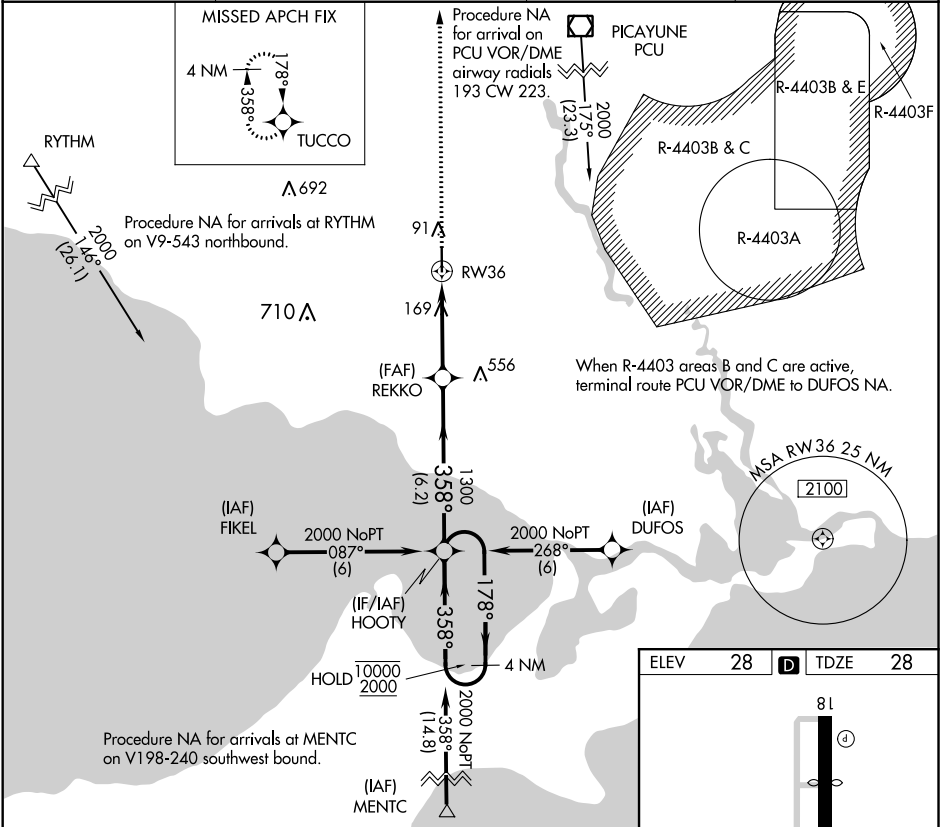 MISSED APCH FIX
4 NM
178°
358°
TUCCO
Procedure NA
for arrival on
PCU VOR/DME
airway radials
193 CW 223.
PICAYUNE
PCU
2000
175°
(23.3)
R-4403B & E
R-4403F
R-4403B & C
R-4403A
RYTHM
2000
146°
(26.1)
692
Procedure NA for arrivals at RYTHM
on V9-543 northbound.
91
RW36
710
169
(FAF)
REKKO
556
When R-4403 areas B and C are active,
terminal route PCU VOR/DME to DUFOS NA.
1300
358°
(6.2)
MSA RW36 25 NM
2100
(IAF)
FIKEL
2000 NoPT
087°
(6)
2000 NoPT
268°
(6)
(IAF)
DUFOS
(IF/IAF)
HOOTY
358°
178°
HOLD
10000
2000
4 NM
2000 NoPT
358°
(14.8)
Procedure NA for arrivals at MENTC
on V198-240 southwest bound.
(IAF)
MENTC
ELEV 28 D TDZE 28
18
P